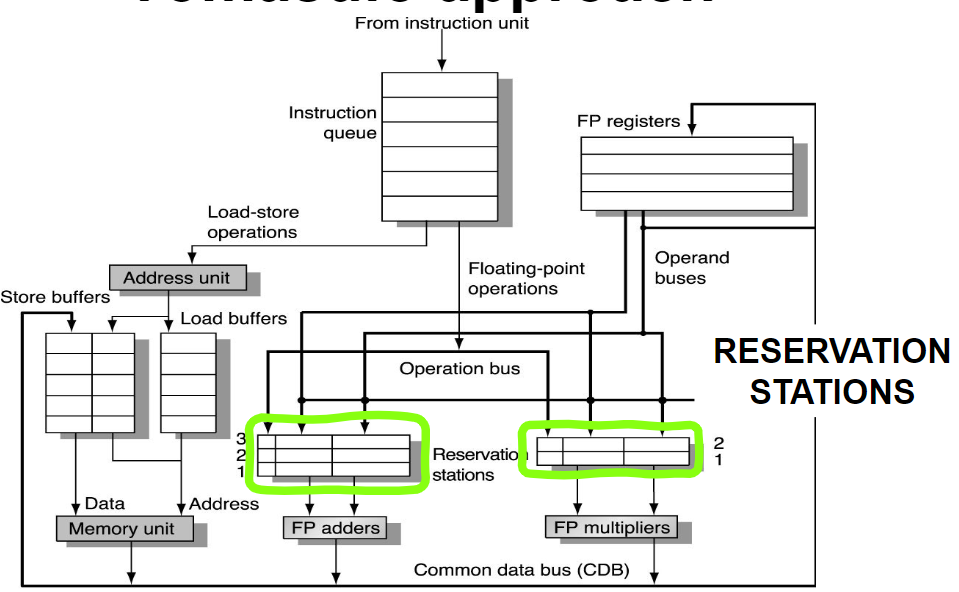 From instruction unit
Instruction
queue
FP registers
Load-store
operations
Address unit
Floating-point
operations
Operand
buses
Store buffers
Load buffers
RESERVATION
STATIONS
Operation bus
3
2
1
Reservation
stations
2
1
Data
Address
Memory unit
FP adders
FP multipliers
Common data bus (CDB)